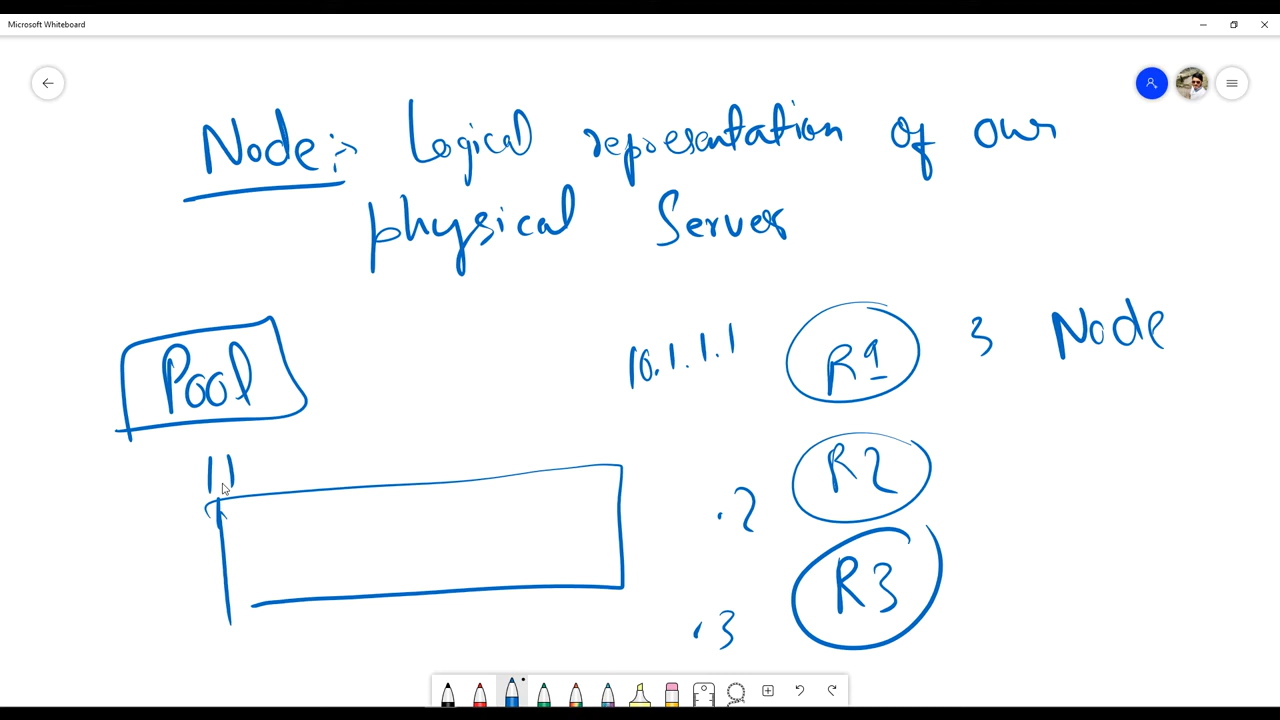 Microsoft Whiteboard
Node:- Logical representation of our
physical Server
Pool
10.1.1.1
R1
3 Node
.2
R2
.3
R3